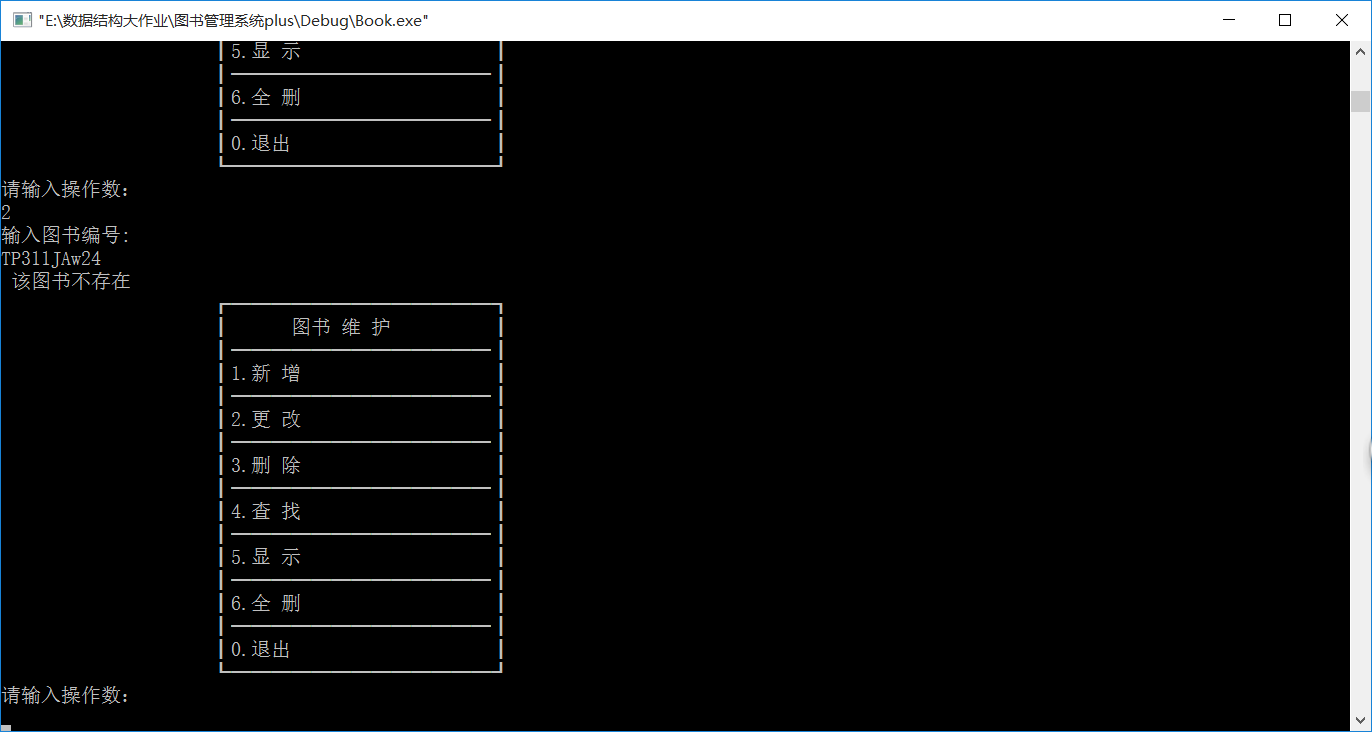 "E:\数据结构大作业\图书管理系统plus\Debug\Book.exe"
5.显 示
6.全 删
0.退出
请输入操作数:
2
输入图书编号:
TP311JAw24
该图书不存在
图书 维 护
1.新 增
2.更 改
3.删 除
4.查 找
5.显 示
6.全 删
0.退出
请输入操作数: